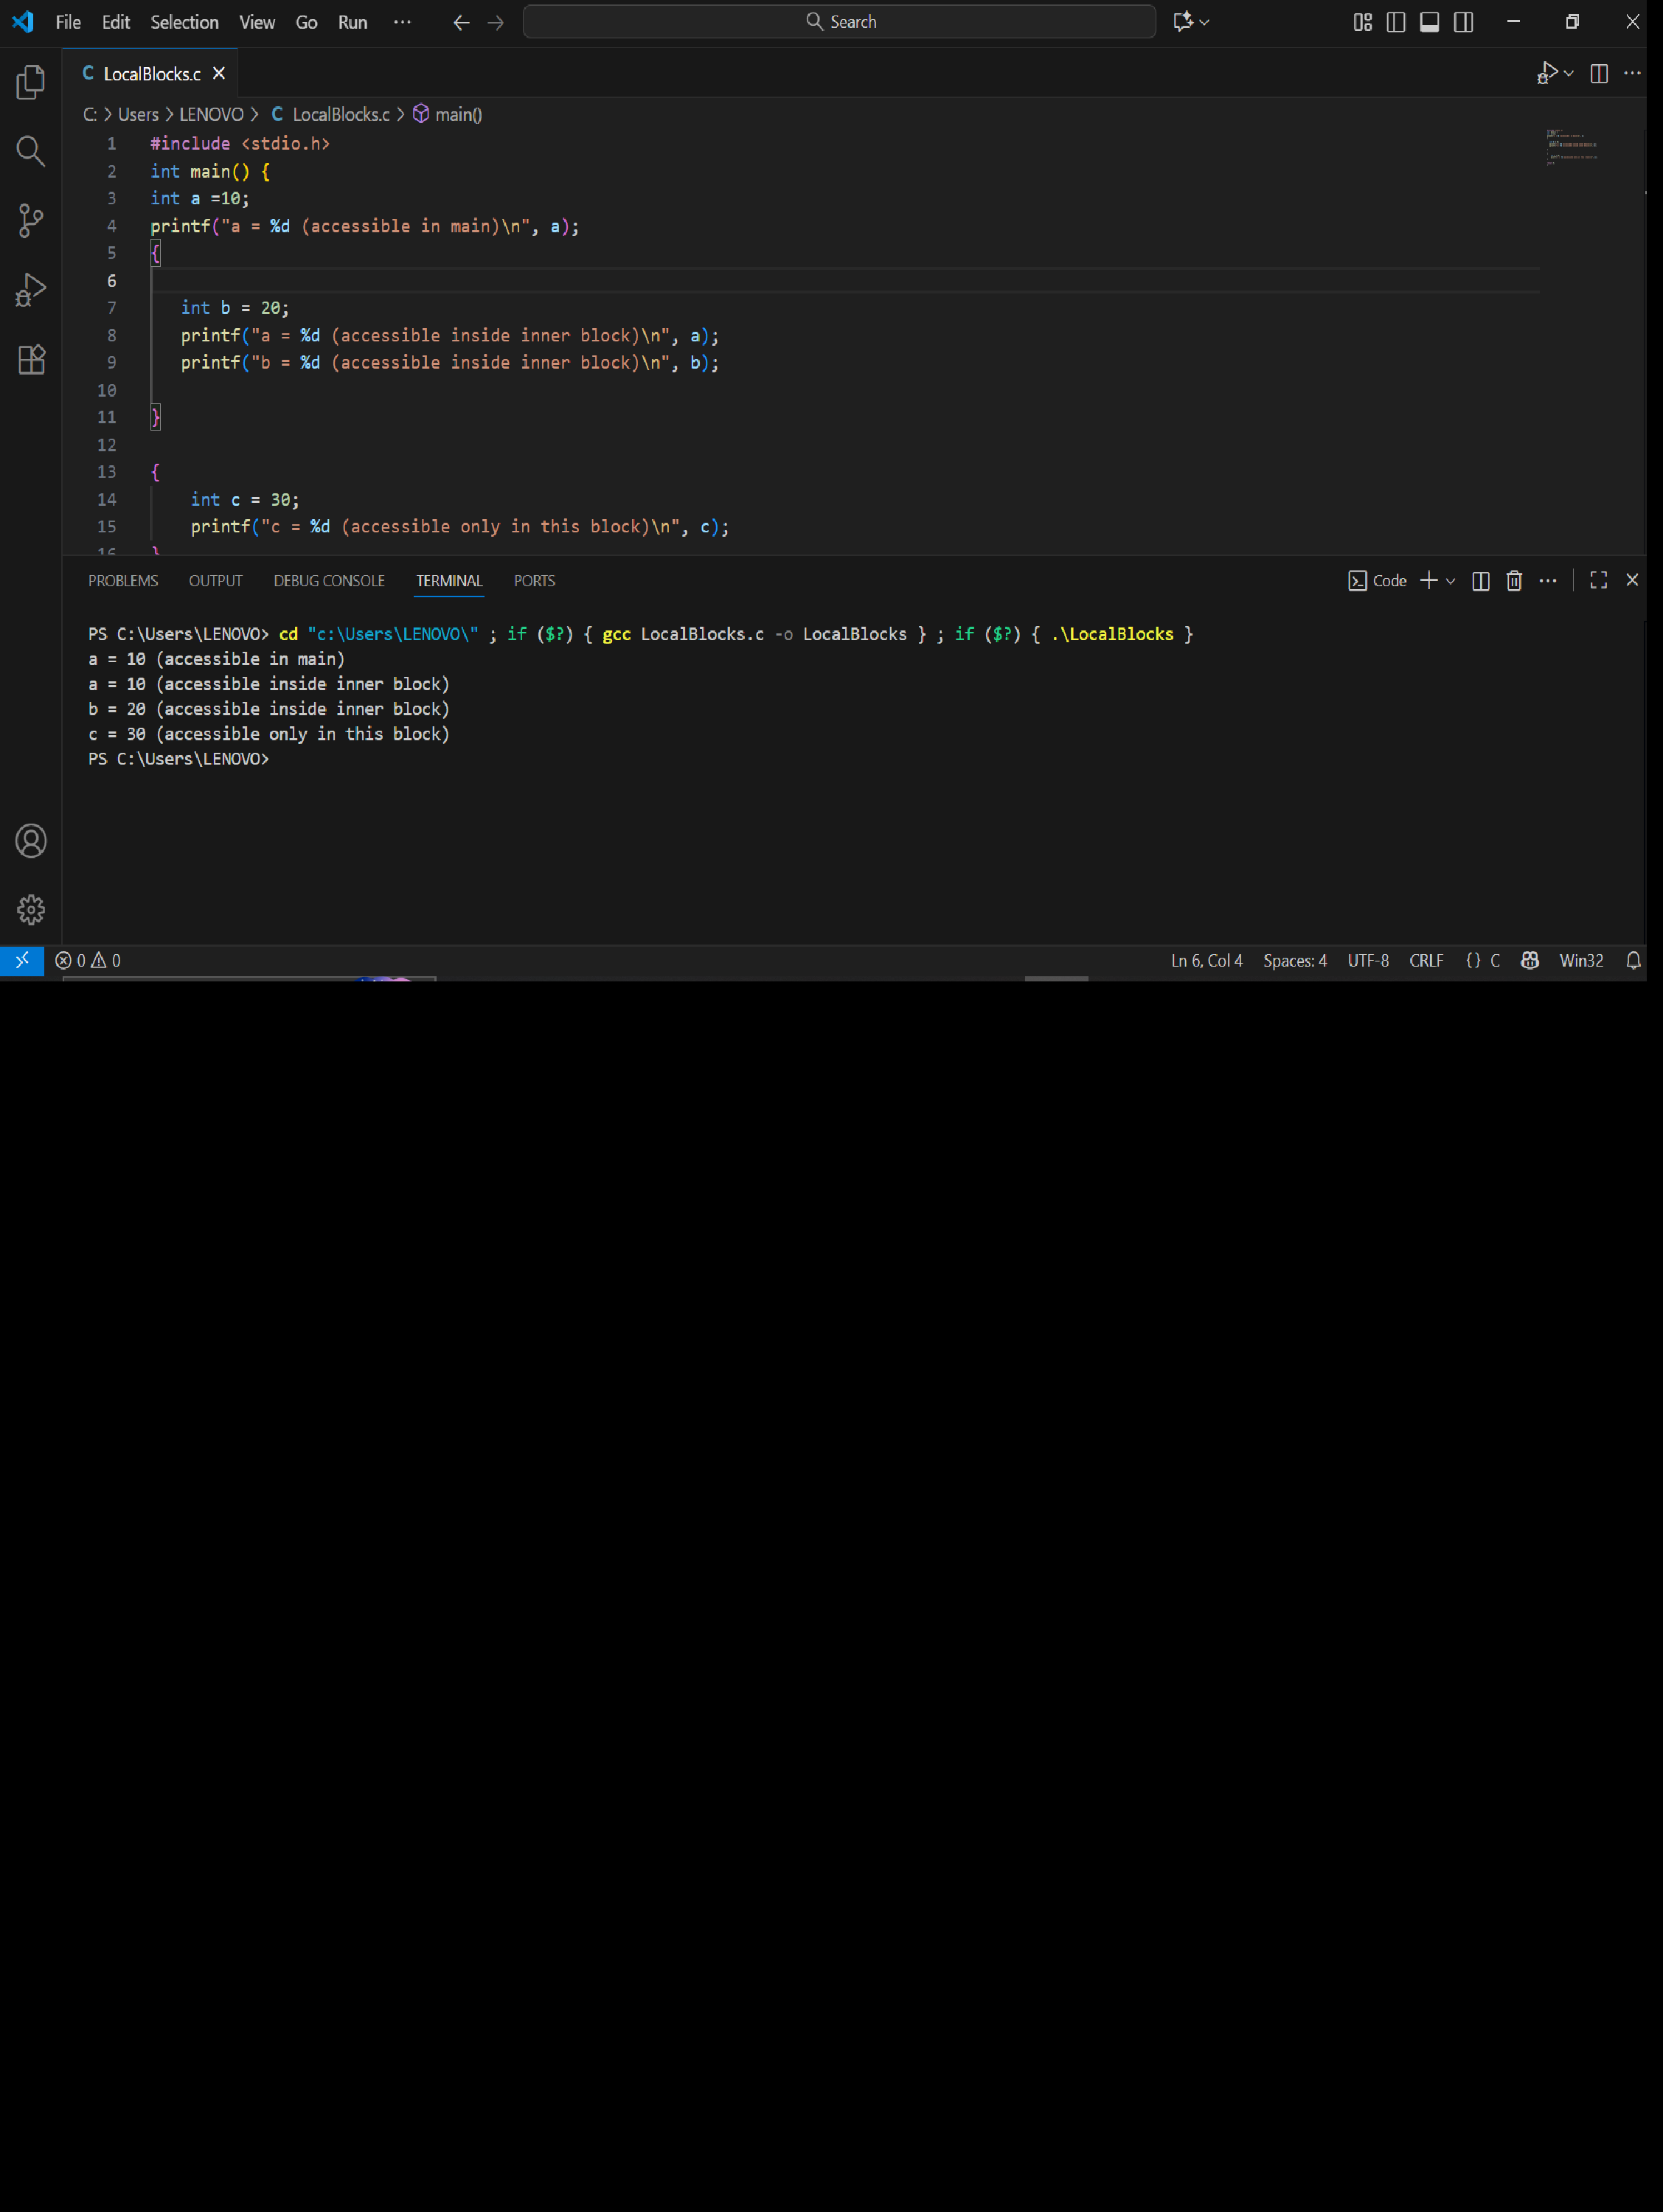 File Edit Selection View Go Run ··· Search
C LocalBlocks.c
C: > Users > LENOVO > C LocalBlocks.c > main()
1 #include <stdio.h>
2 int main() {
3 int a =10;
4 printf("a = %d (accessible in main)\n", a);
5 {
6
7 int b = 20;
8 printf("a = %d (accessible inside inner block)\n", a);
9 printf("b = %d (accessible inside inner block)\n", b);
10
11 }
12
13 {
14 int c = 30;
15 printf("c = %d (accessible only in this block)\n", c);
16 }
PROBLEMS OUTPUT DEBUG CONSOLE TERMINAL PORTS Code
PS C:\Users\LENOVO> cd "c:\Users\LENOVO\" ; if ($?) { gcc LocalBlocks.c -o LocalBlocks } ; if ($?) { .\LocalBlocks }
a = 10 (accessible in main)
a = 10 (accessible inside inner block)
b = 20 (accessible inside inner block)
c = 30 (accessible only in this block)
PS C:\Users\LENOVO>
0 0 Ln 6, Col 4 Spaces: 4 UTF-8 CRLF {} C Win32